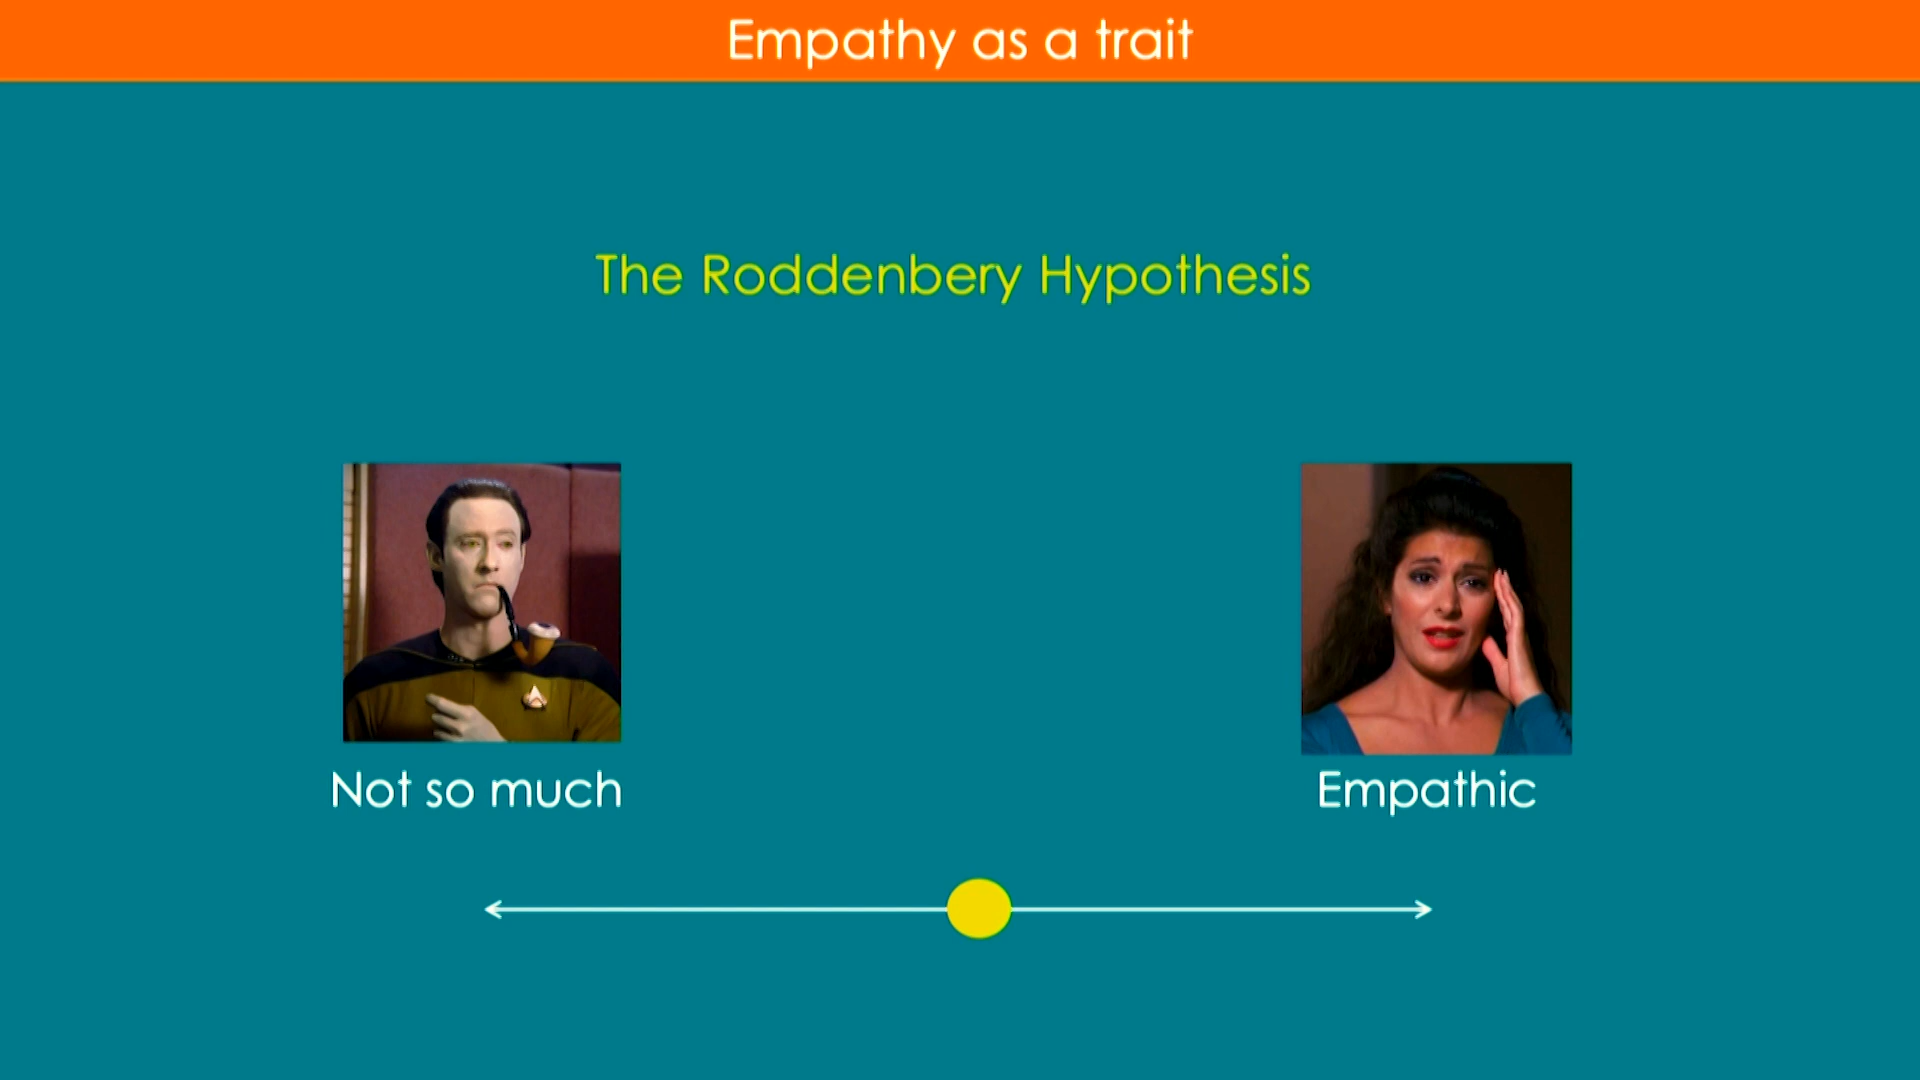 Empathy as a trait
The Roddenbery Hypothesis
Not so much
Empathic